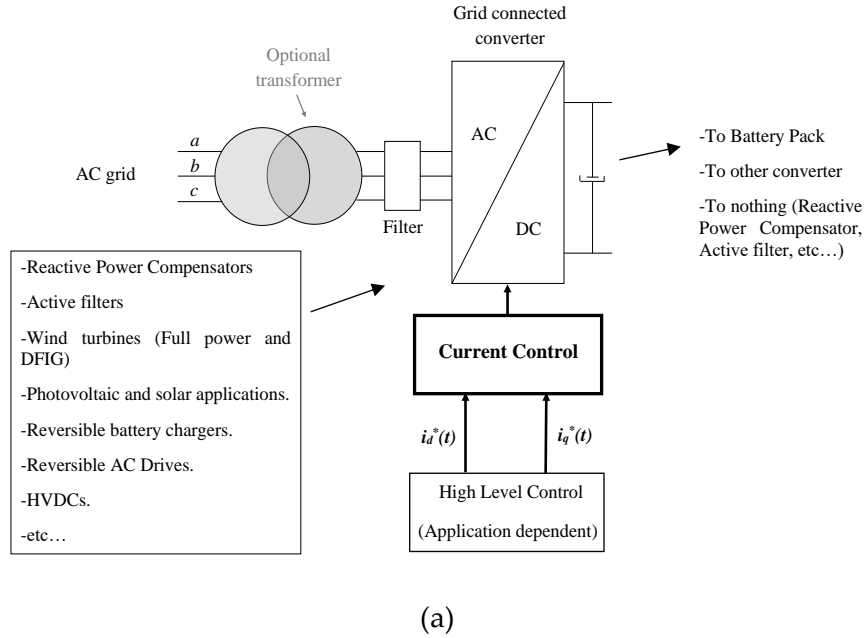 Grid connected
converter
Optional
transformer
AC
DC
a
b
c
AC grid
Filter
-To Battery Pack
-To other converter
-To nothing (Reactive
Power Compensator,
Active filter, etc…)
-Reactive Power Compensators
-Active filters
-Wind turbines (Full power and
DFIG)
-Photovoltaic and solar applications.
-Reversible battery chargers.
-Reversible AC Drives.
-HVDCs.
-etc…
Current Control
i_d^*(t)
i_q^*(t)
High Level Control
(Application dependent)
(a)